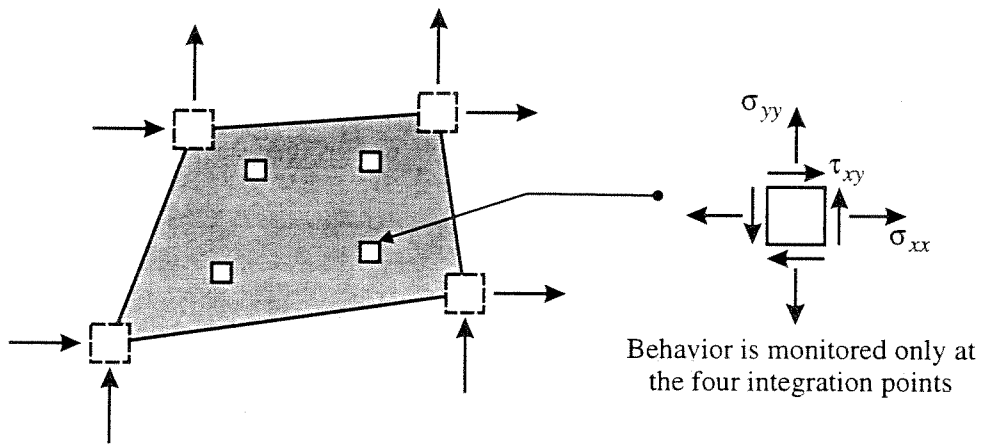 σyy
τxy
σxx
Behavior is monitored only at
the four integration points